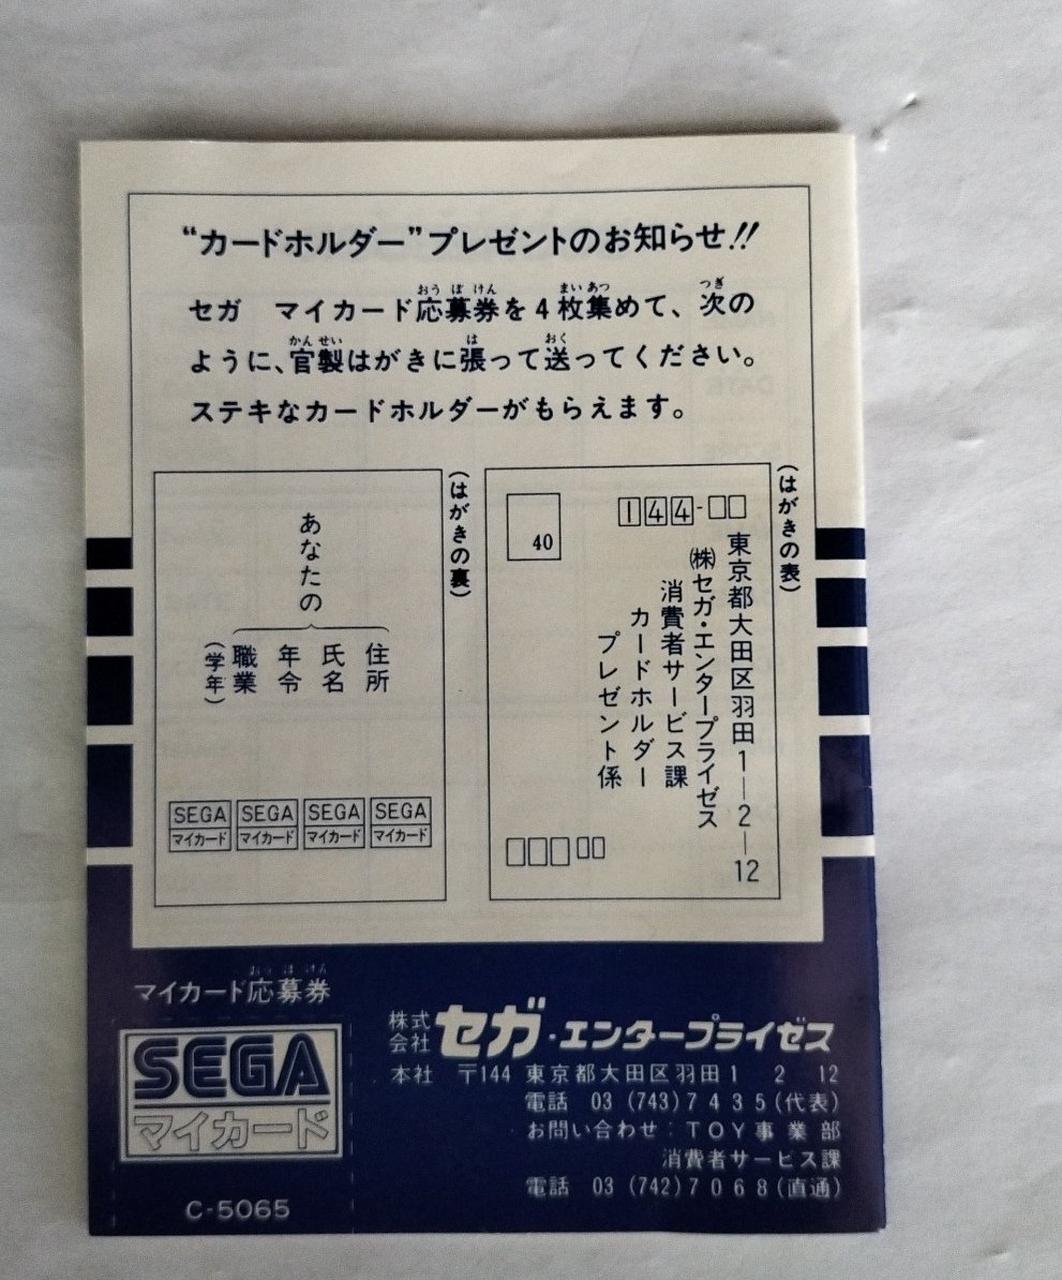 “カードホルダー”プレゼントのお知らせ!!
おう ぼ けん まい あつ つぎ
セガ マイカード応募券を4枚集めて、次の
かん せい は おく
ように、官製はがきに張って送ってください。
ステキなカードホルダーがもらえます。
(はがきの表)
40
144-□□
東京都大田区羽田1―2―12
(株)セガ・エンタープライゼス
消費者サービス課
カードホルダー
プレゼント係
(はがきの裏)
あなたの
住所
氏名
年令
職業
(学年)
SEGA マイカード
SEGA マイカード
SEGA マイカード
SEGA マイカード
おう ぼ けん
マイカード応募券
SEGA
マイカード
C-5065
株式会社 セガ・エンタープライゼス
本社 〒144 東京都大田区羽田1 2 12
電話 03 (743) 7435 (代表)
お問い合わせ:TOY事業部
消費者サービス課
電話 03 (742) 7068 (直通)